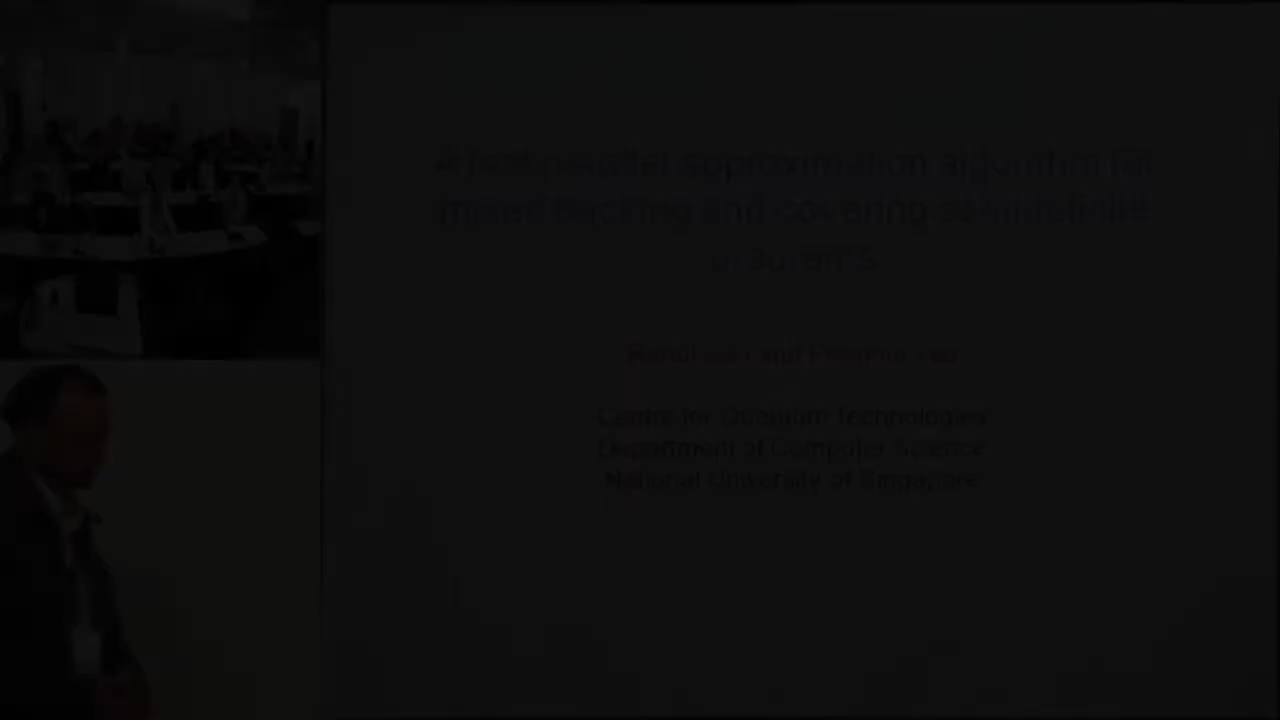 A fast parallel approximation algorithm for
mixed packing and covering semidefinite
programs
and
Centre for Quantum Technologies
Department of Computer Science
National University of Singapore